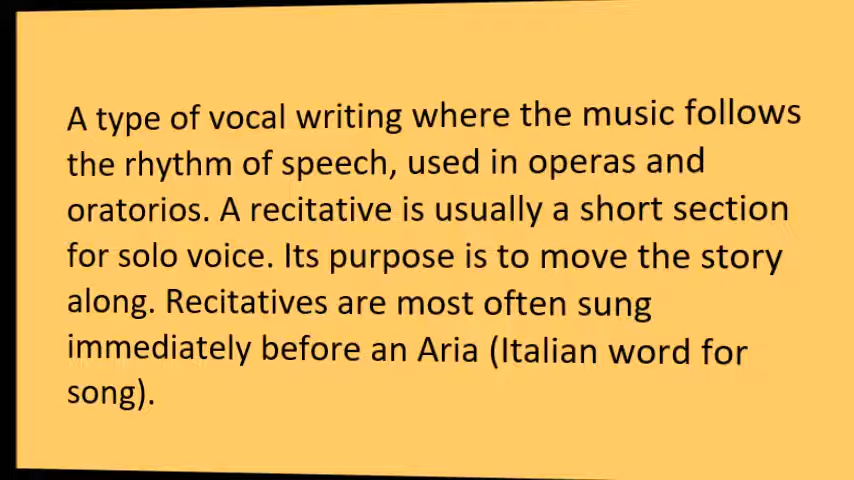 A type of vocal writing where the music follows
the rhythm of speech, used in operas and
oratorios. A recitative is usually a short section
for solo voice. Its purpose is to move the story
along. Recitatives are most often sung
immediately before an Aria (Italian word for
song).